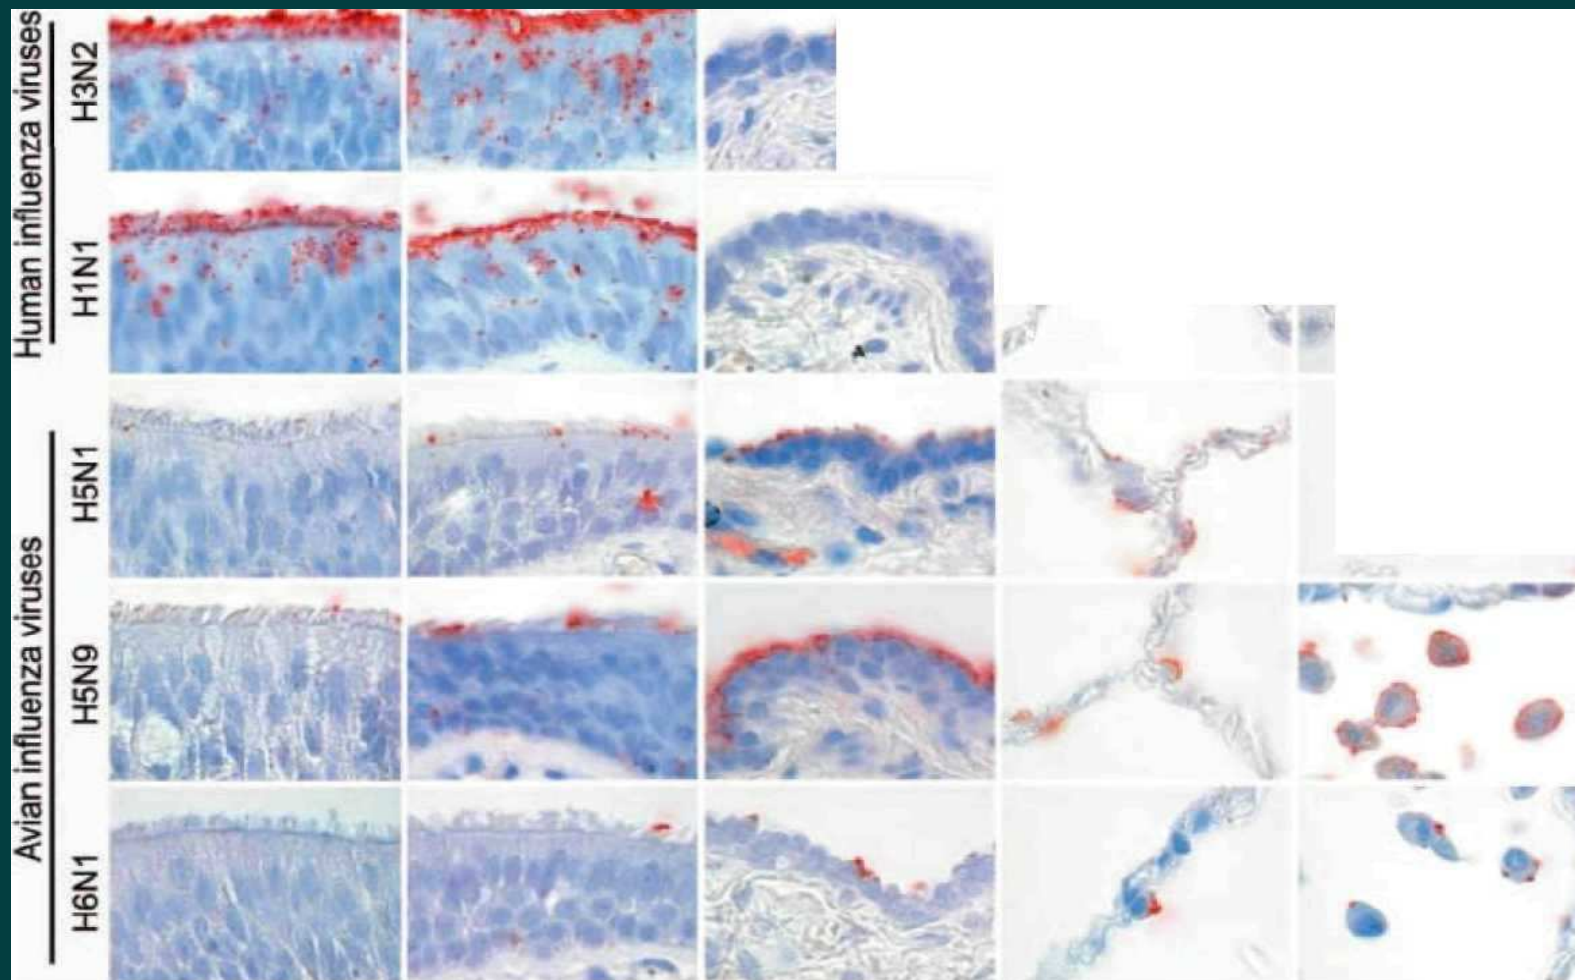 Human influenza viruses
H3N2
H1N1
Avian influenza viruses
H5N1
H5N9
H6N1